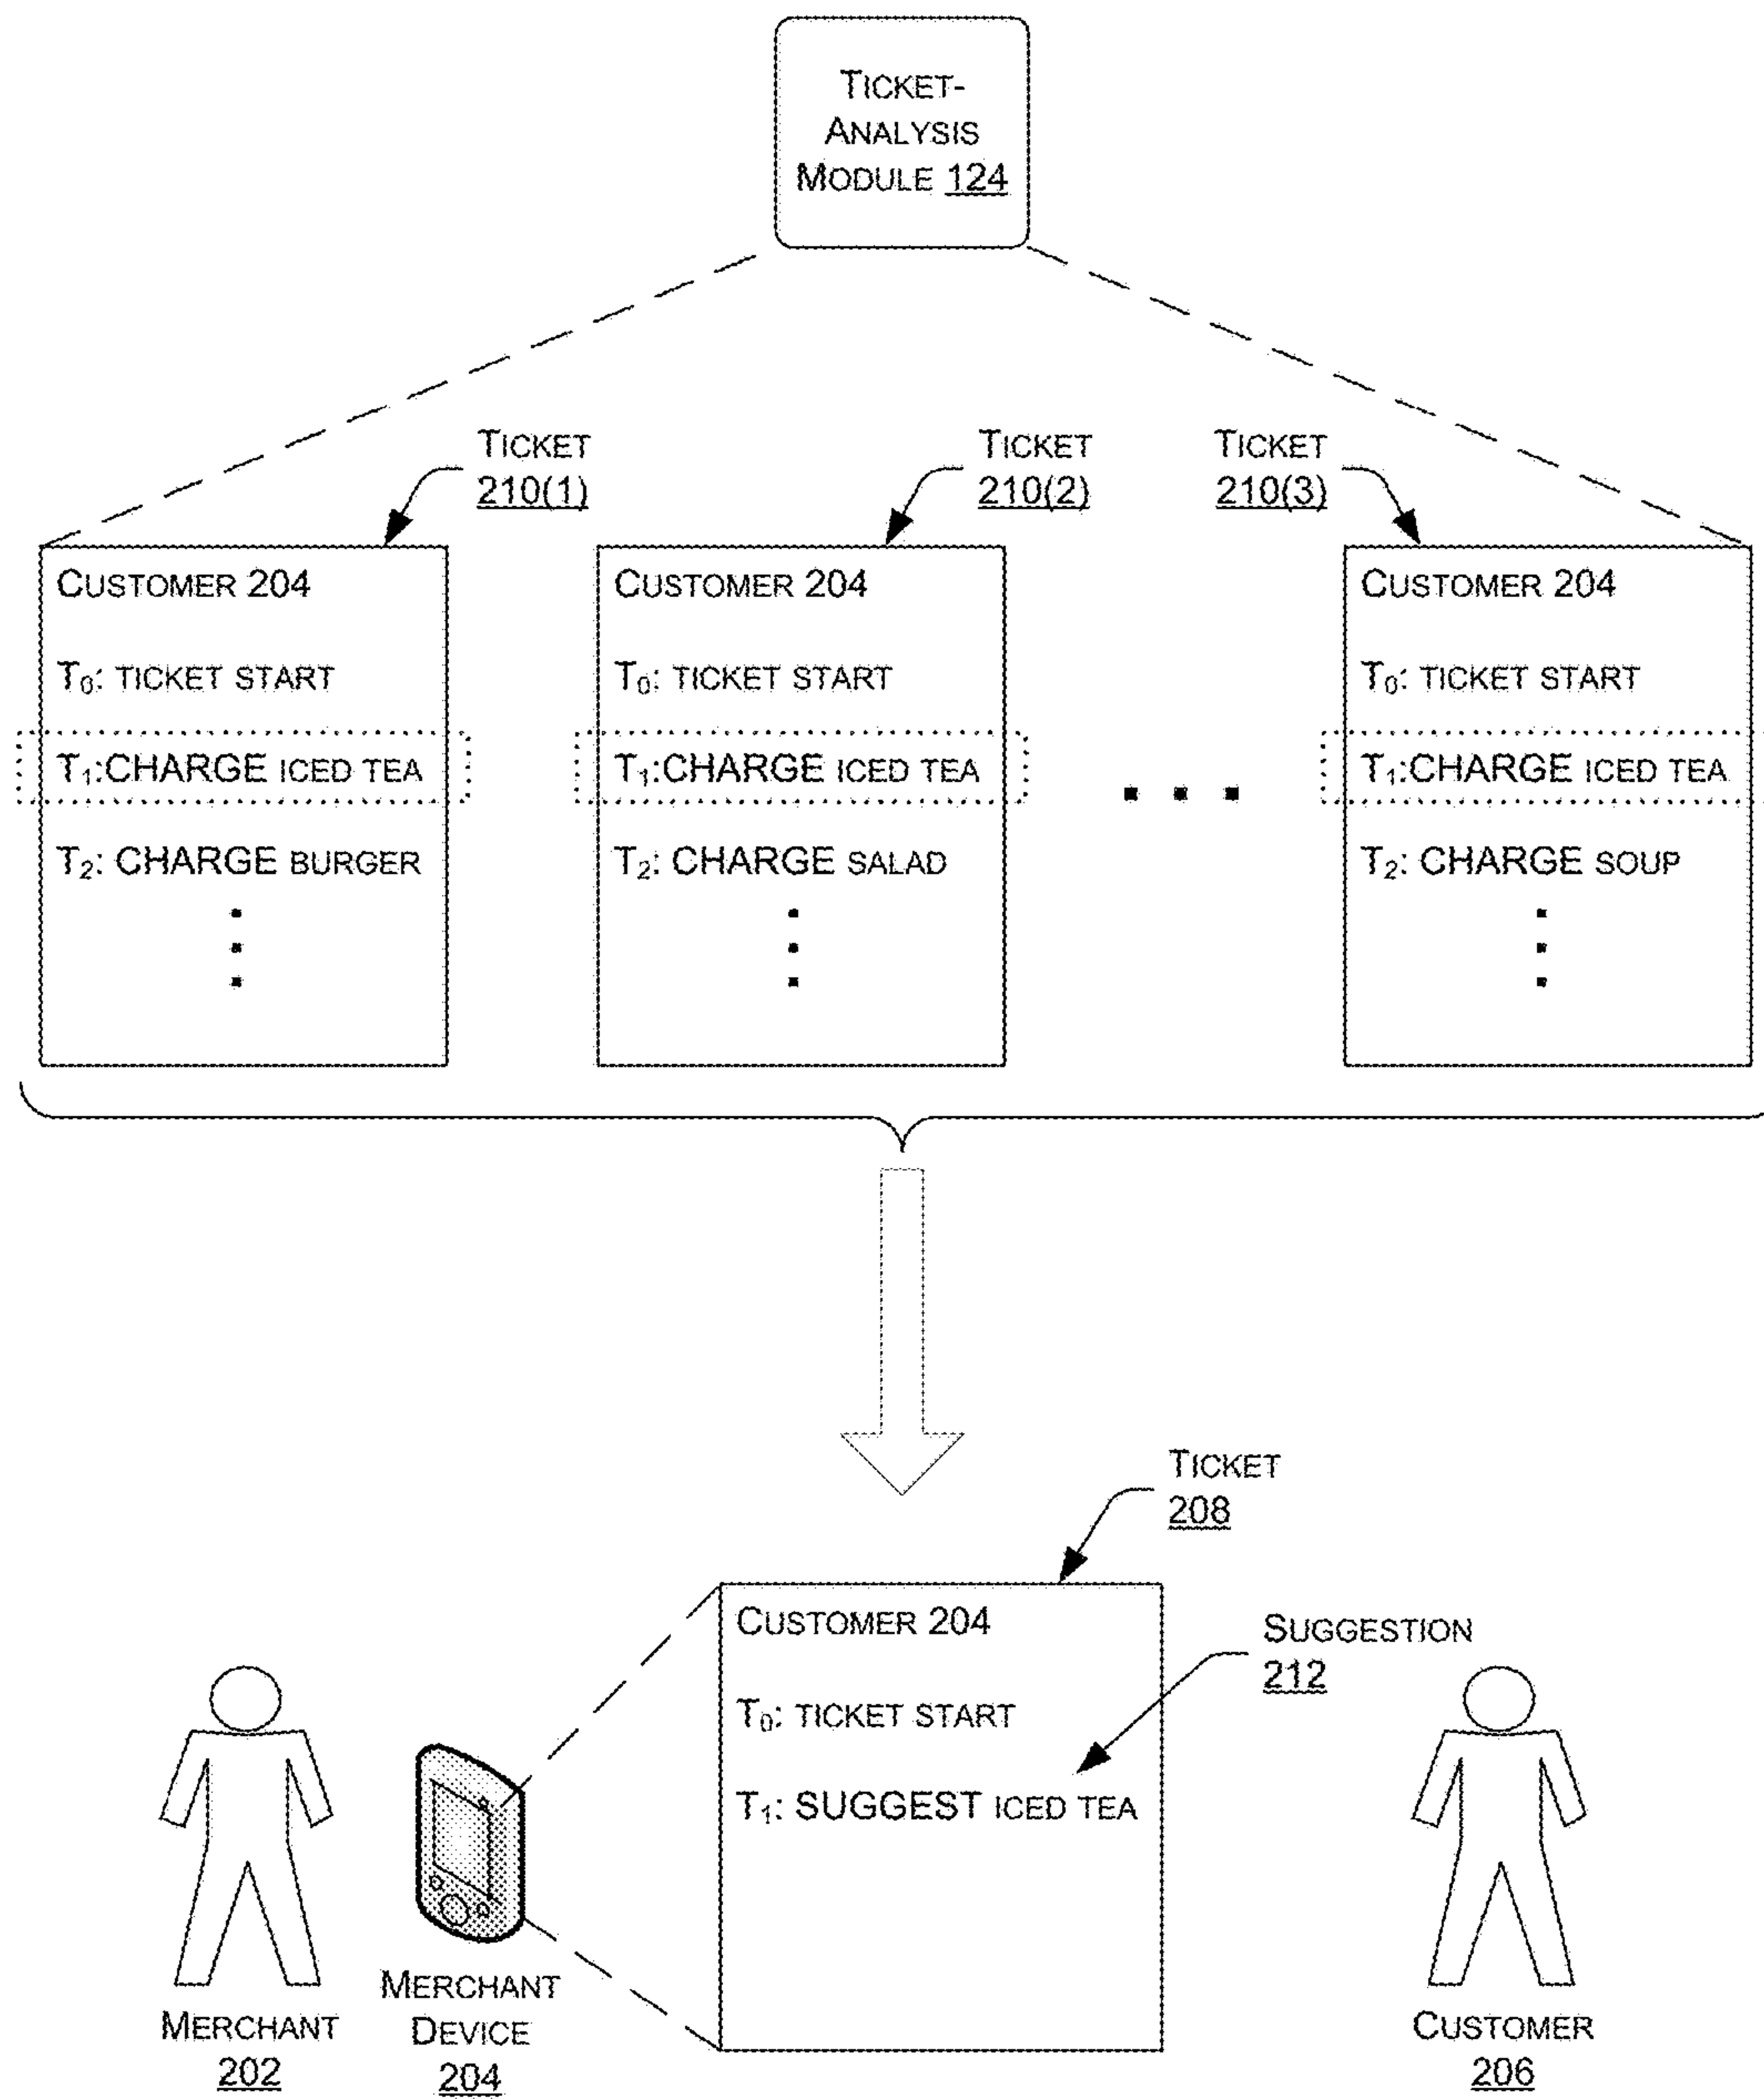 TICKET-
ANALYSIS
MODULE 124
TICKET
210(1)
TICKET
210(2)
TICKET
210(3)
CUSTOMER 204
T₀: TICKET START
T₁:CHARGE ICED TEA
T₂: CHARGE BURGER
CUSTOMER 204
T₀: TICKET START
T₁:CHARGE ICED TEA
T₂: CHARGE SALAD
CUSTOMER 204
T₀: TICKET START
T₁:CHARGE ICED TEA
T₂: CHARGE SOUP
TICKET
208
CUSTOMER 204
T₀: TICKET START
T₁: SUGGEST ICED TEA
SUGGESTION
212
MERCHANT
202
MERCHANT
DEVICE
204
CUSTOMER
206